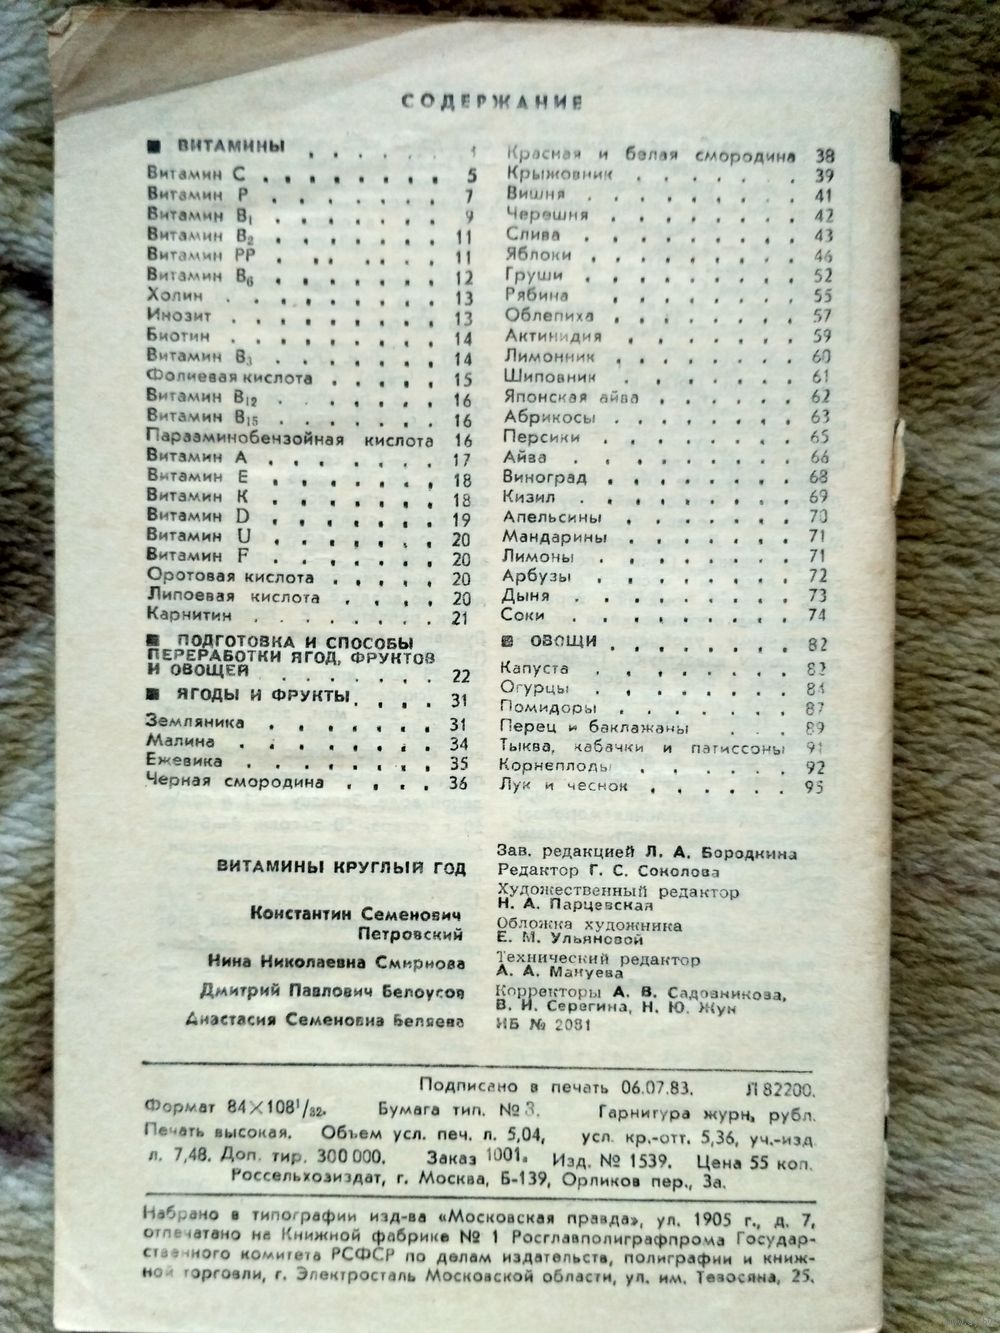 СОДЕРЖАНИЕ
■ ВИТАМИНЫ . . . . . . 1
Витамин С . . . . . . . . 5
Витамин Р . . . . . . . 7
Витамин B₁ . . . . . . . 9
Витамин B₂ . . . . . . . 11
Витамин РР . . . . . . 11
Витамин B₆ . . . . . . . 12
Холин . . . . . . . . 13
Инозит . . . . . . . . 13
Биотин . . . . . . . . 14
Витамин B₃ . . . . . . . 14
Фолиевая кислота . . . . . 15
Витамин B₁₂ . . . . . . 16
Витамин B₁₅ . . . . . . . 16
Парааминобензойная кислота 16
Витамин А . . . . . . . 17
Витамин Е . . . . . . . 18
Витамин К . . . . . . . 18
Витамин D . . . . . . . 19
Витамин U . . . . . . . 20
Витамин F . . . . . . . 20
Оротовая кислота . . . . . 20
Липоевая кислота . . . . 20
Карнитин . . . . . . . . 21
■ ПОДГОТОВКА И СПОСОБЫ
ПЕРЕРАБОТКИ ЯГОД, ФРУКТОВ
И ОВОЩЕЙ . . . . . . . . 22
■ ЯГОДЫ И ФРУКТЫ . . . . 31
Земляника . . . . . . . 31
Малина . . . . . . . . 34
Ежевика . . . . . . . . 35
Черная смородина . . . . 36
Красная и белая смородина 38
Крыжовник . . . . . . . 39
Вишня . . . . . . . . 41
Черешня . . . . . . . . 42
Слива . . . . . . . . . 43
Яблоки . . . . . . . . . 46
Груши . . . . . . . . . 52
Рябина . . . . . . . . 55
Облепиха . . . . . . . . 57
Актинидия . . . . . . . 59
Лимонник . . . . . . . . 60
Шиповник . . . . . . . 61
Японская айва . . . . . . 62
Абрикосы . . . . . . . . 63
Персики . . . . . . . . 65
Айва . . . . . . . . . 66
Виноград . . . . . . . . 68
Кизил . . . . . . . . . 69
Апельсины . . . . . . . 70
Мандарины . . . . . . . 71
Лимоны . . . . . . . . 71
Арбузы . . . . . . . . 72
Дыня . . . . . . . . . 73
Соки . . . . . . . . . 74
■ ОВОЩИ . . . . . . . . 82
Капуста . . . . . . . . 82
Огурцы . . . . . . . . 84
Помидоры . . . . . . . 87
Перец и баклажаны . . . 89
Тыква, кабачки и патиссоны 91
Корнеплоды . . . . . . 92
Лук и чеснок . . . . . . 95
ВИТАМИНЫ КРУГЛЫЙ ГОД
Константин Семенович
Петровский
Нина Николаевна Смирнова
Дмитрий Павлович Белоусов
Анастасия Семеновна Беляева
Зав. редакцией Л. А. Бородкина
Редактор Г. С. Соколова
Художественный редактор
Н. А. Парцевская
Обложка художника
Е. М. Ульяновой
Технический редактор
А. А. Мануева
Корректоры А. В. Садовникова,
В. И. Серегина, Н. Ю. Жук
ИБ № 2081
Подписано в печать 06.07.83. Л 82200.
Формат 84×108¹/₃₂. Бумага тип. № 3. Гарнитура журн, рубл.
Печать высокая. Объем усл. печ. л. 5,04, усл. кр.-отт. 5,36, уч.-изд
л. 7,48. Доп. тир. 300 000. Заказ 1001. Изд. № 1539. Цена 55 коп.
Россельхозиздат, г. Москва, Б-139, Орликов пер., 3а.
Набрано в типографии изд-ва «Московская правда», ул. 1905 г., д. 7,
отпечатано на Книжной фабрике № 1 Росглавполиграфпрома Государ-
ственного комитета РСФСР по делам издательств, полиграфии и книж-
ной торговли, г. Электросталь Московской области, ул. им. Тевосяна, 25.